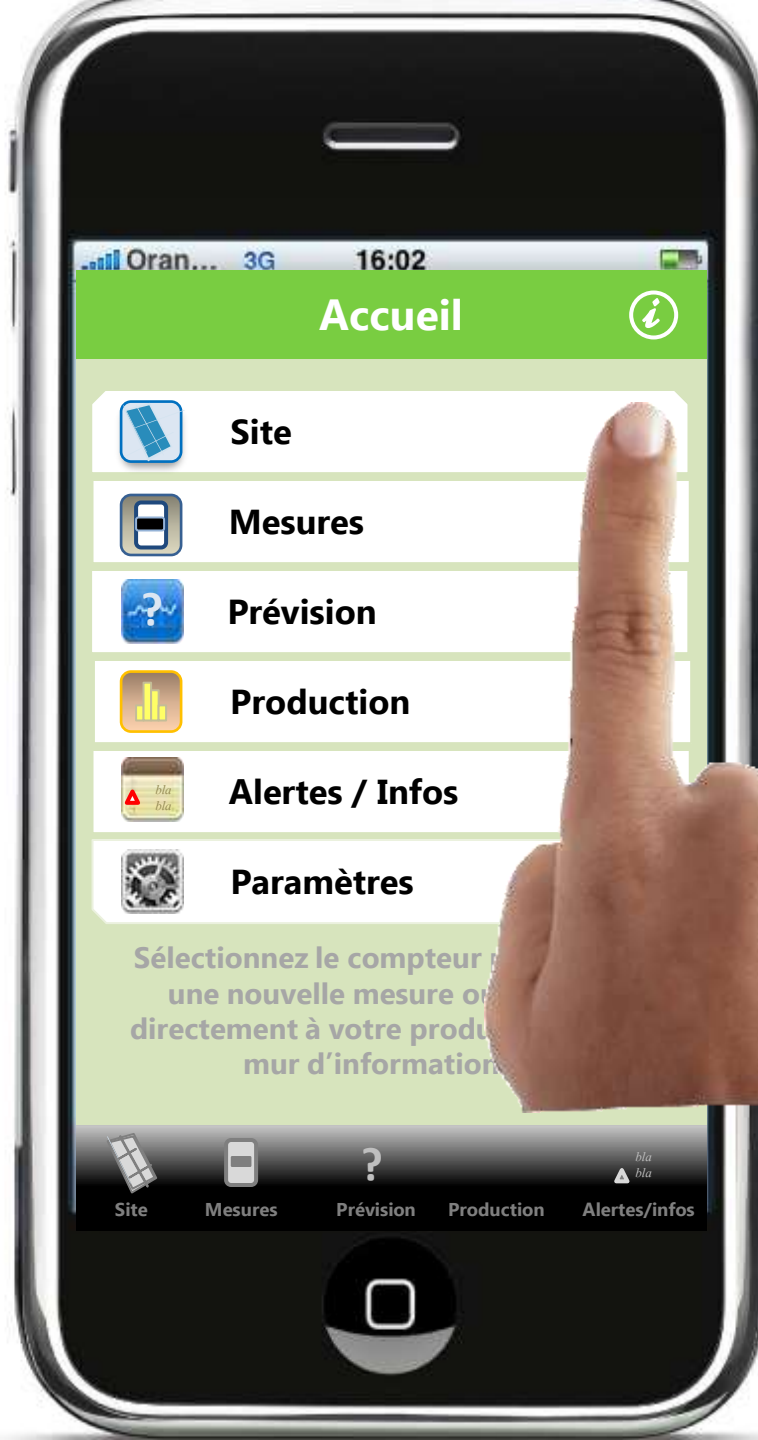 Oran... 3G 16:02
Accueil i
Site
Mesures
? Prévision
Production
bla
bla
Alertes / Infos
Paramètres
Sélectionnez le compteur
une nouvelle mesure
directement à votre
mur d'information
?
bla
bla
Site Mesures Prévision Production Alertes/infos